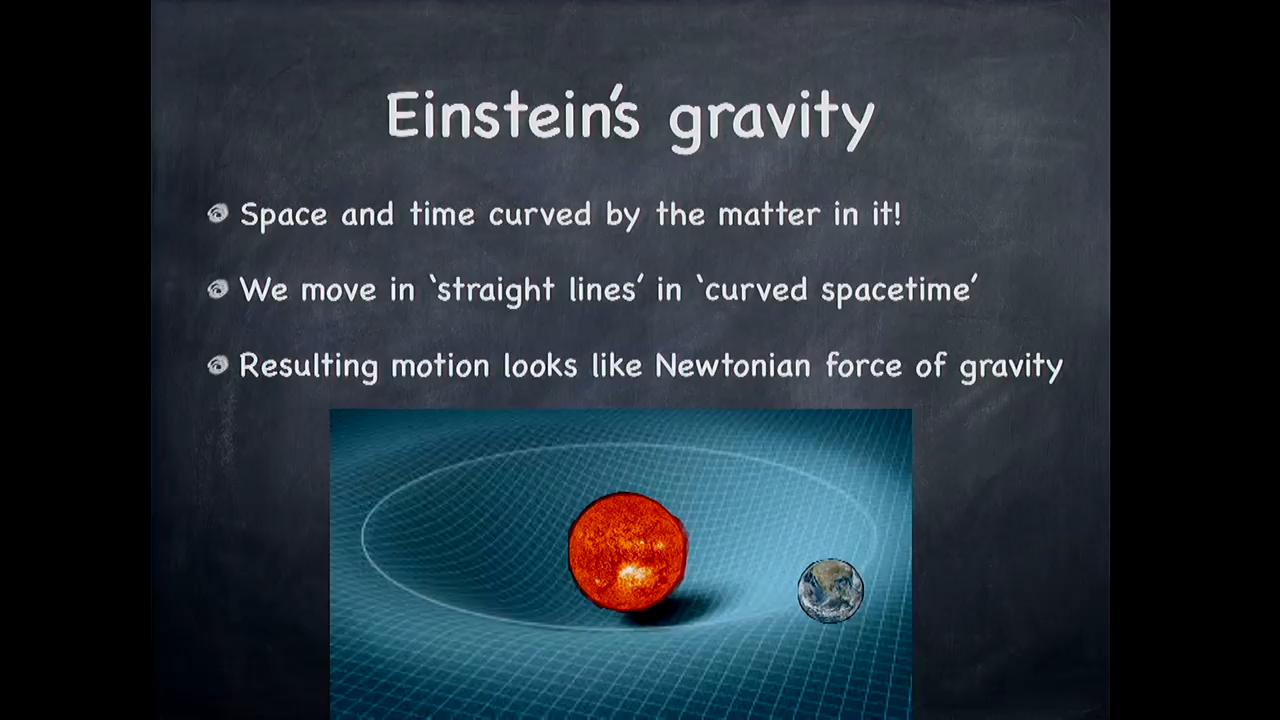 Einstein's gravity
Space and time curved by the matter in it!
We move in ‘straight lines’ in ‘curved spacetime’
Resulting motion looks like Newtonian force of gravity